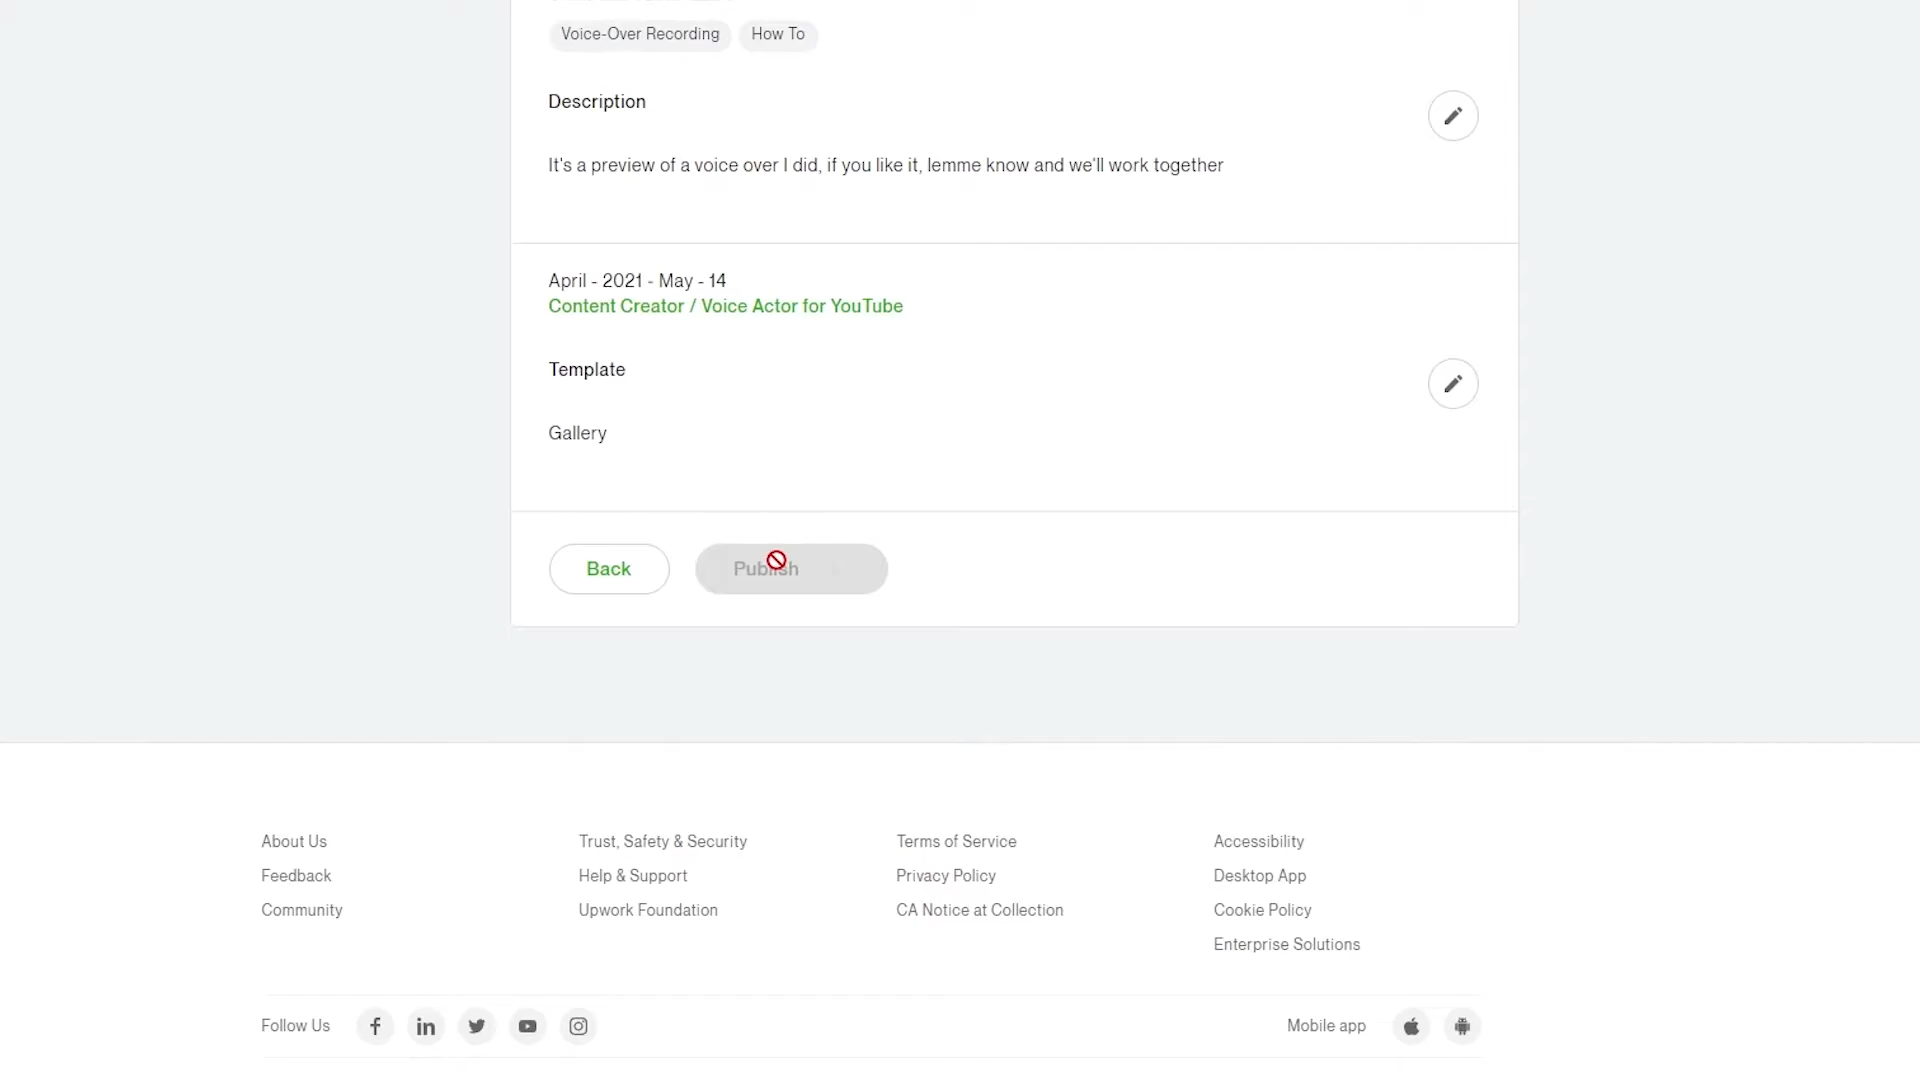 Voice-Over Recording How To
Description
It's a preview of a voice over I did, if you like it, lemme know and we'll work together
April - 2021 - May - 14
Content Creator / Voice Actor for YouTube
Template
Gallery
Back Publish
About Us Trust, Safety & Security Terms of Service Accessibility
Feedback Help & Support Privacy Policy Desktop App
Community Upwork Foundation CA Notice at Collection Cookie Policy
Enterprise Solutions
Follow Us Mobile app